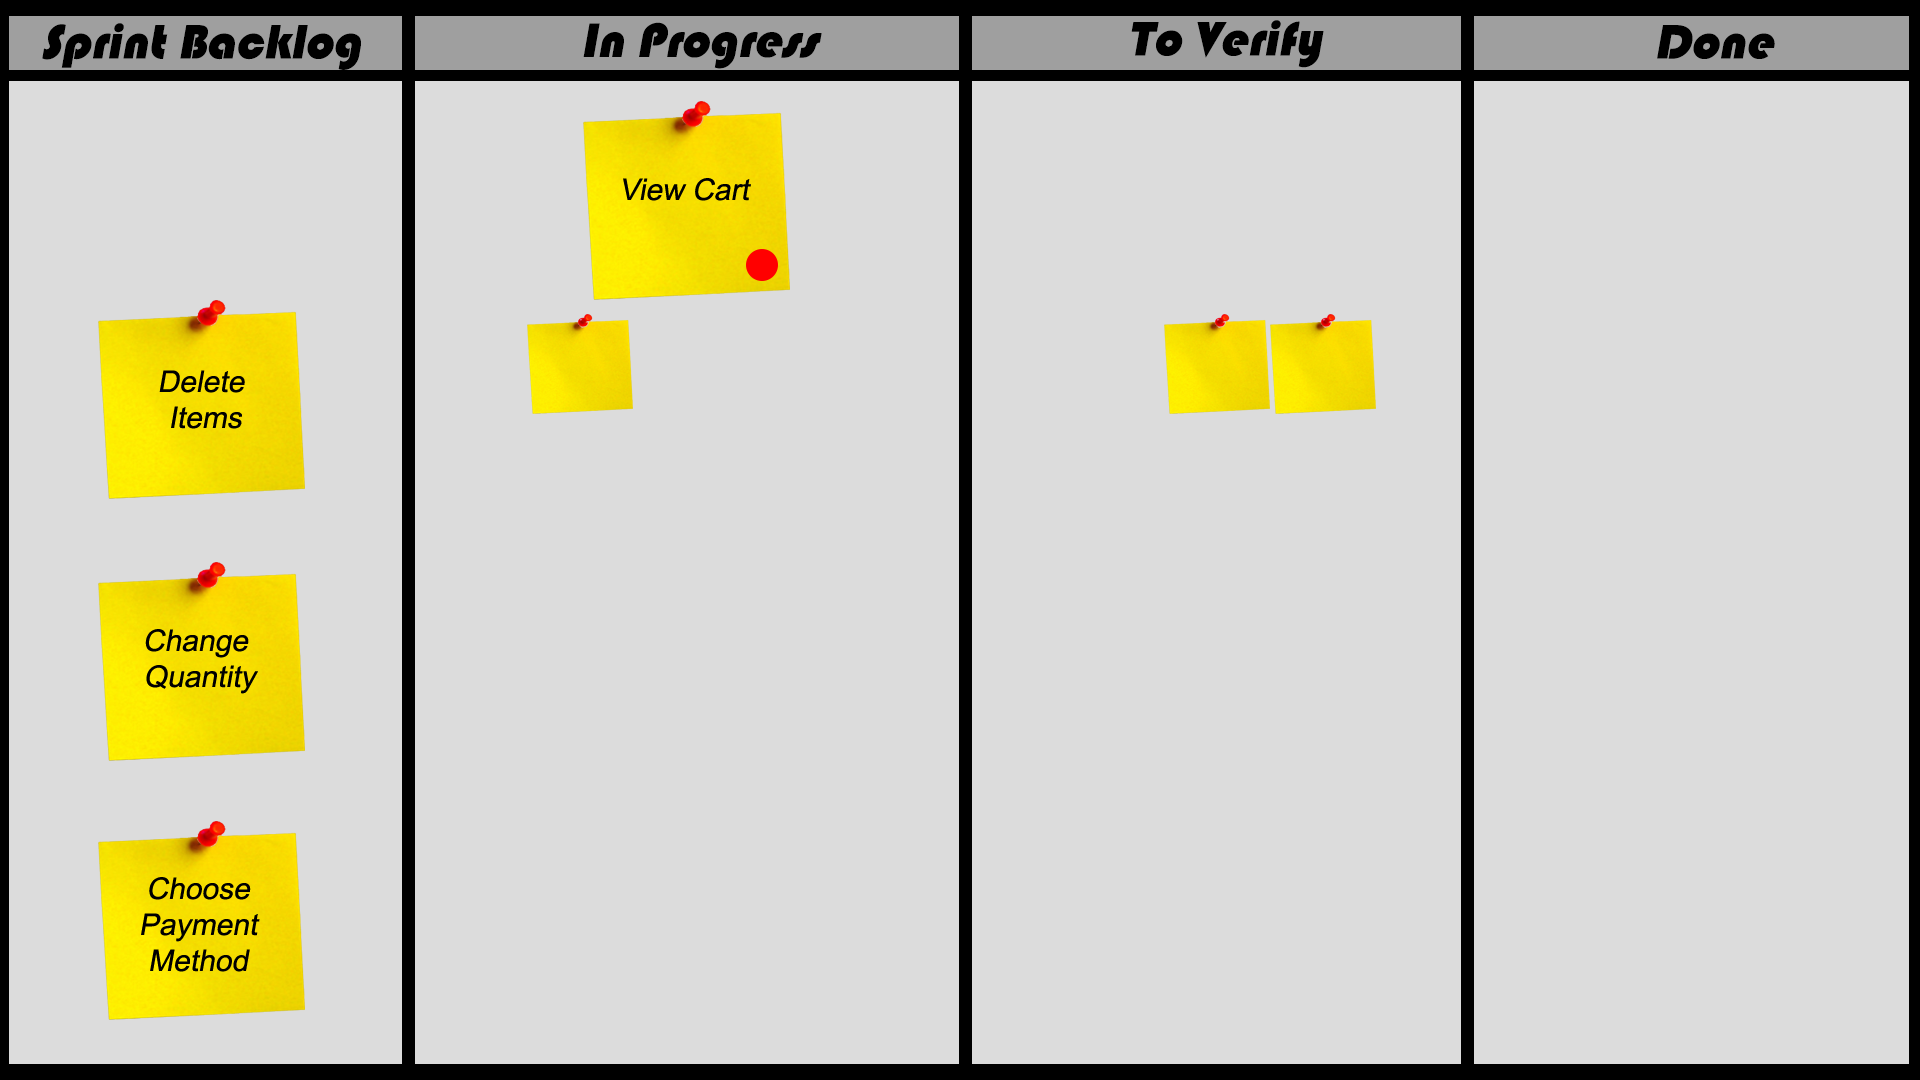 Sprint Backlog
In Progress
To Verify
Done
View Cart
Delete
Items
Change
Quantity
Choose
Payment
Method